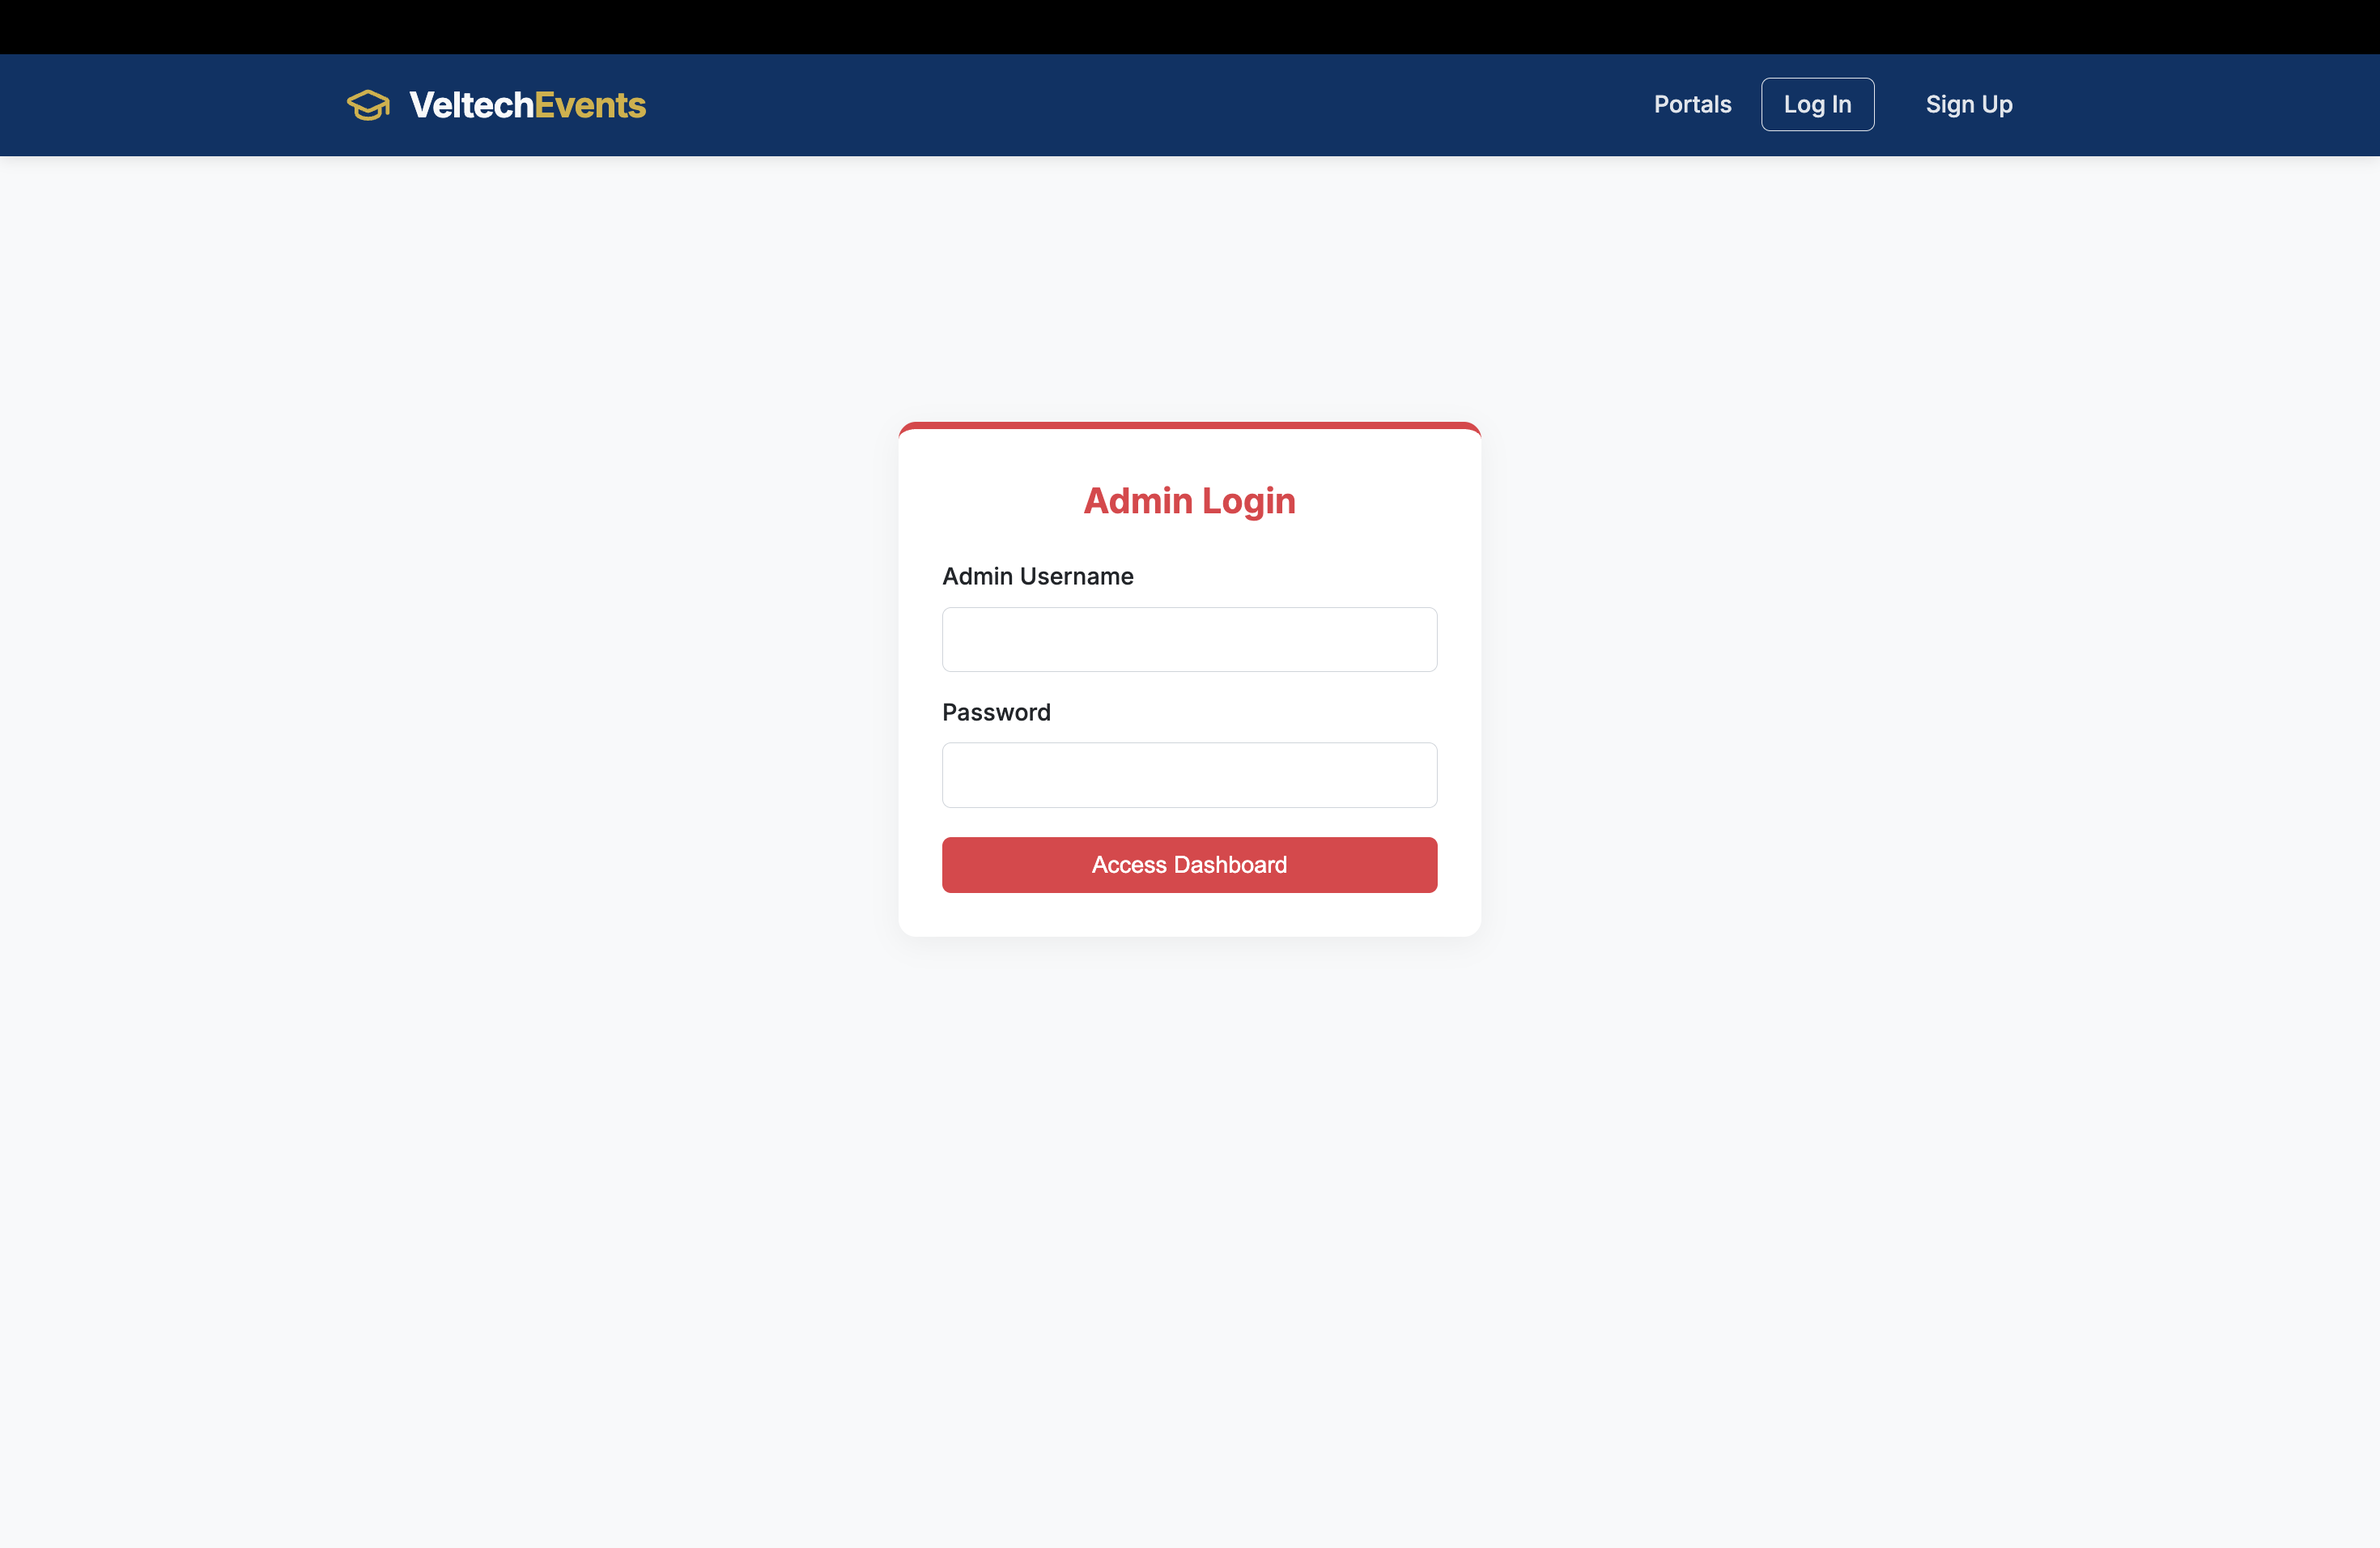 VeltechEvents
Portals
Log In
Sign Up
Admin Login
Admin Username
Password
Access Dashboard